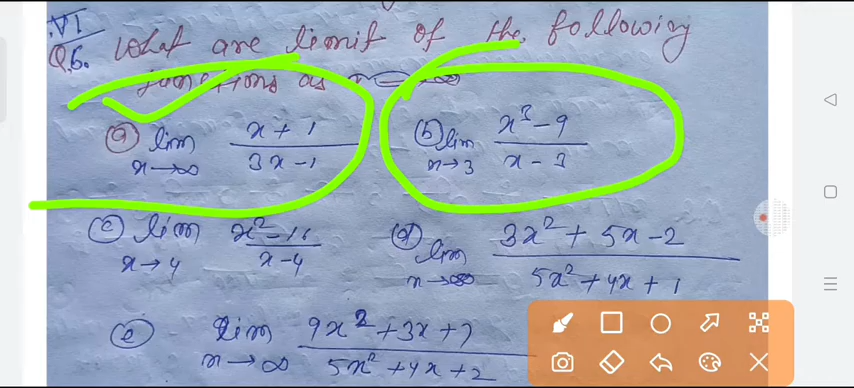 VI
Q6. What are limit of the following
functions as
(a) lim x→∞ x + 1 / 3x - 1 (b) lim x→3 x³ - 9 / x - 3
(c) lim x→4 x² - 16 / x - 4 (d) lim x→∞ 3x² + 5x - 2 / 5x² + 4x + 1
(e) lim x→∞ 9x² + 3x + 7 / 5x² + 4x + 2